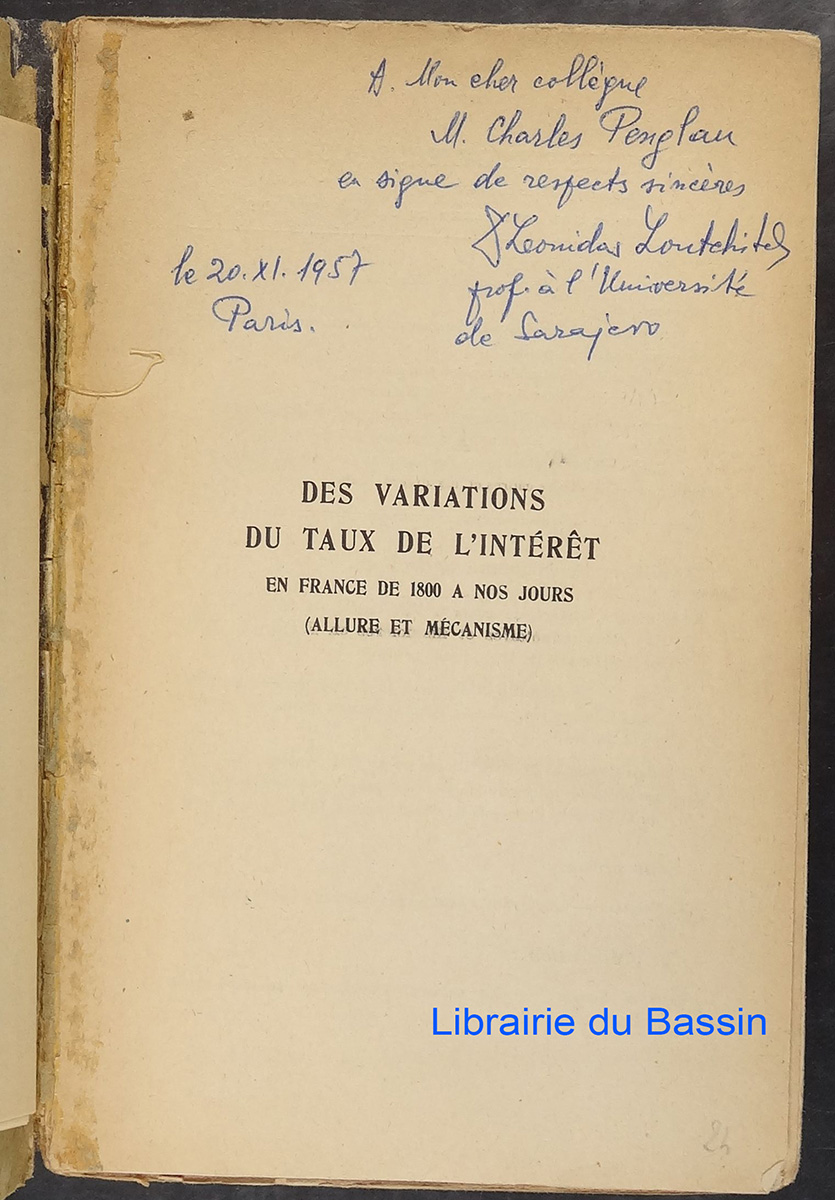 A. Mon cher collègue
M. Charles Penglau
en signe de respects sincères
Leonidas Loutchitch
prof. à l'Université
de Sarajevo
le 20.XI.1957
Paris.
DES VARIATIONS
DU TAUX DE L'INTÉRÊT
EN FRANCE DE 1800 A NOS JOURS
(ALLURE ET MÉCANISME)
Librairie du Bassin